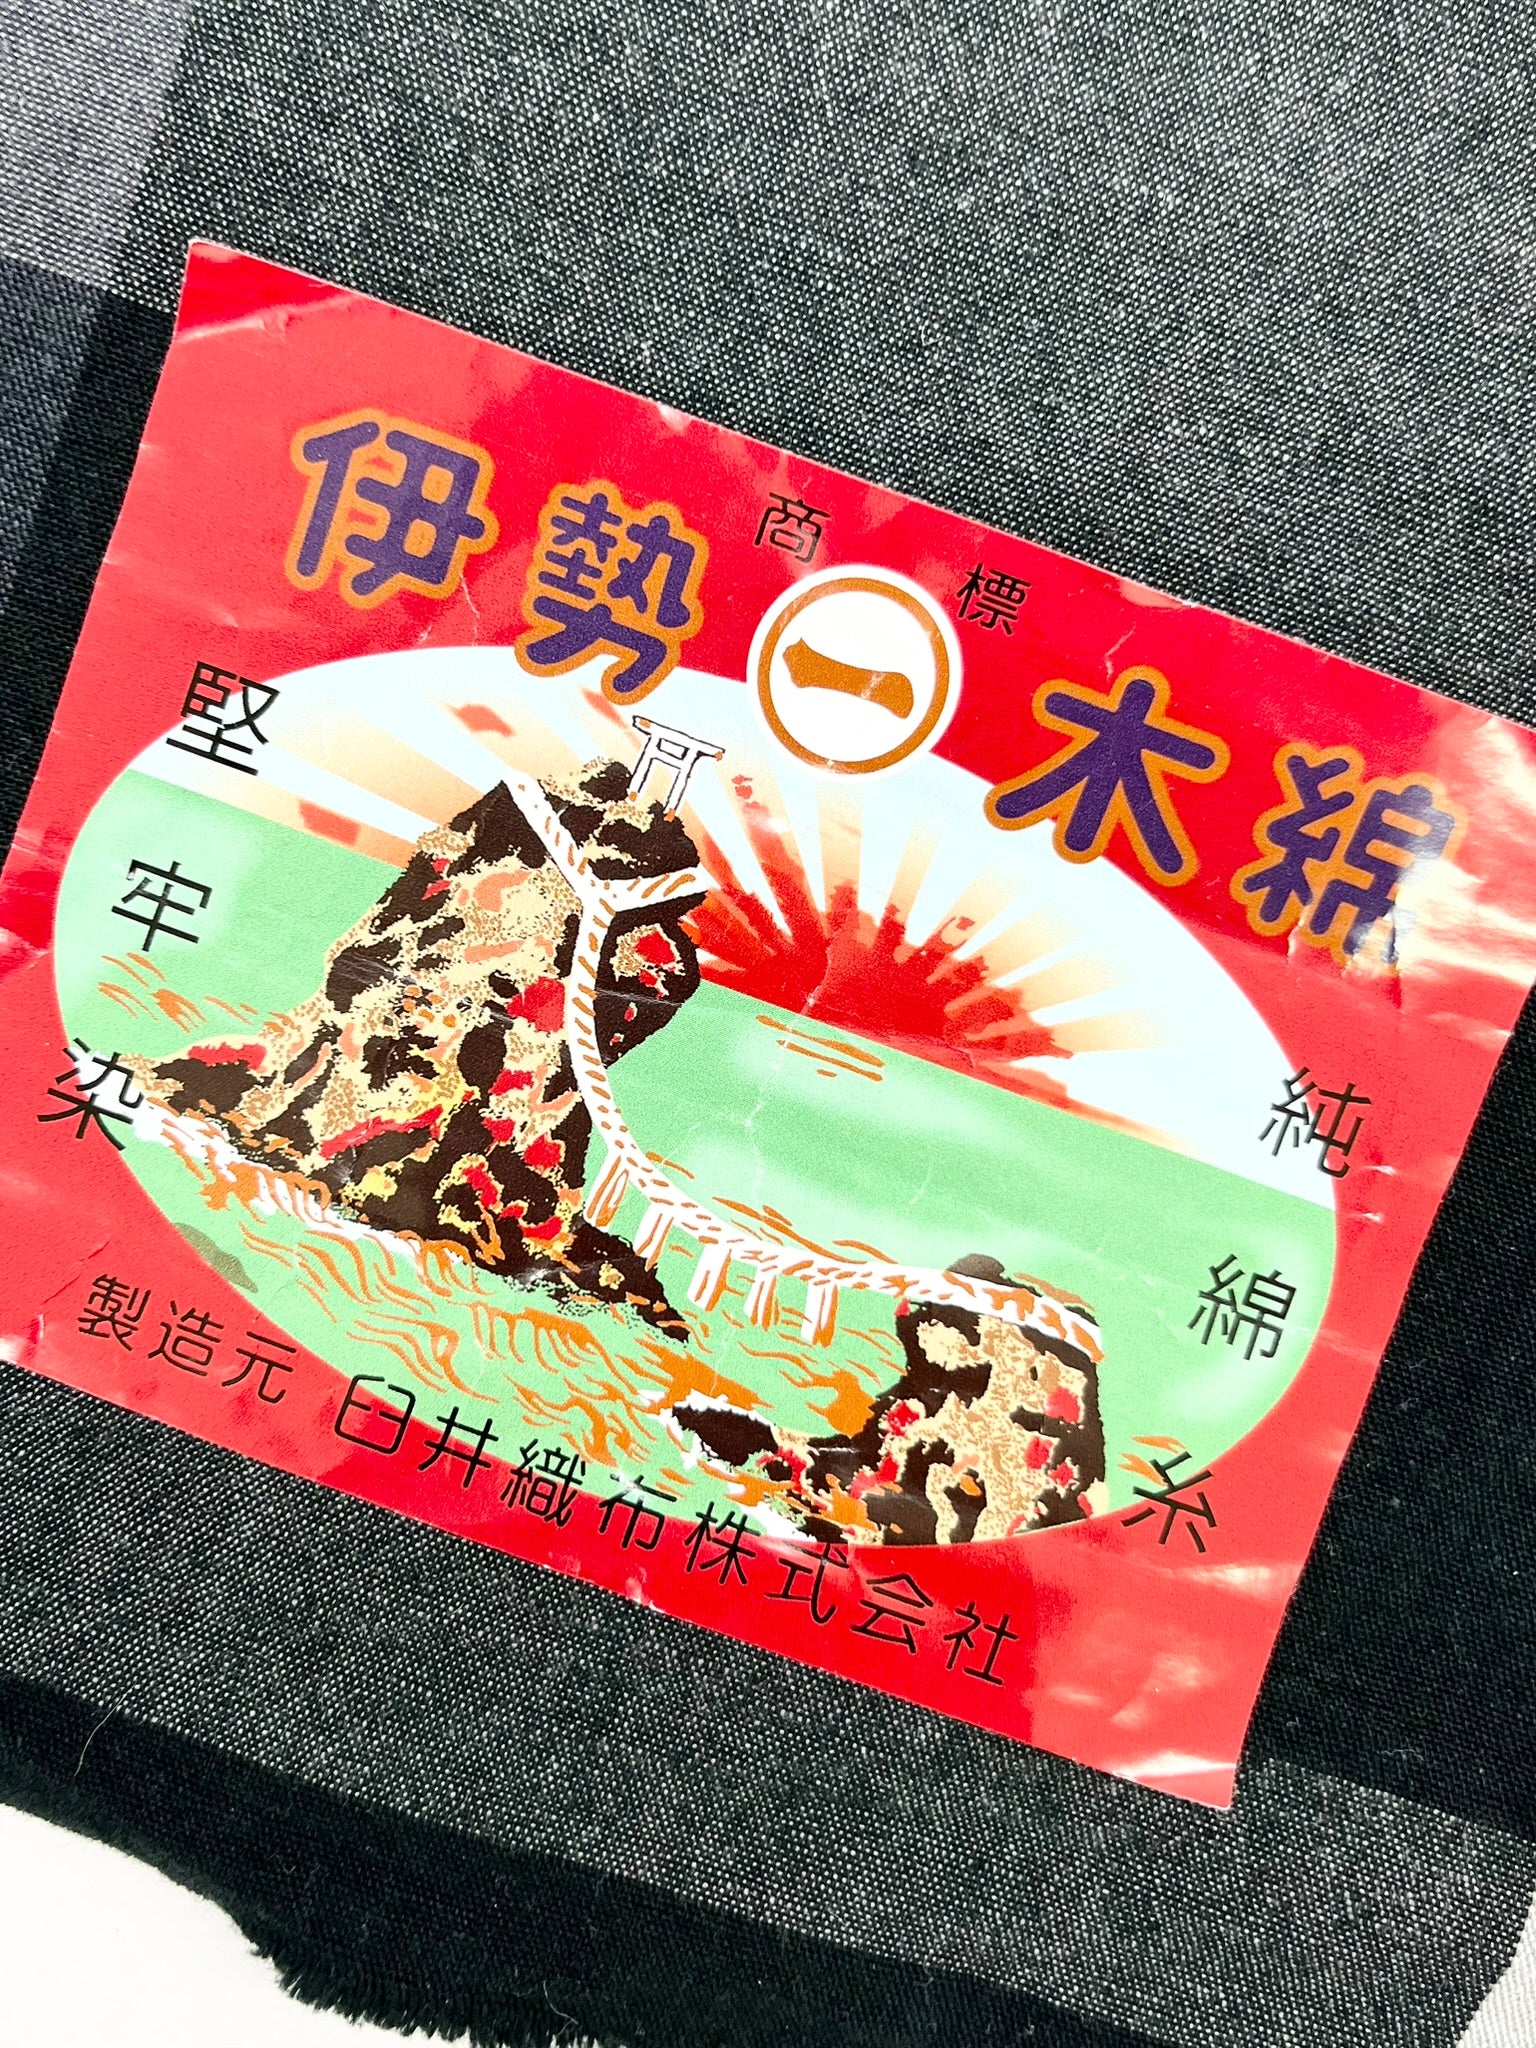 商標
伊勢 一 木綿
堅牢染
純綿糸
製造元 臼井織布株式会社